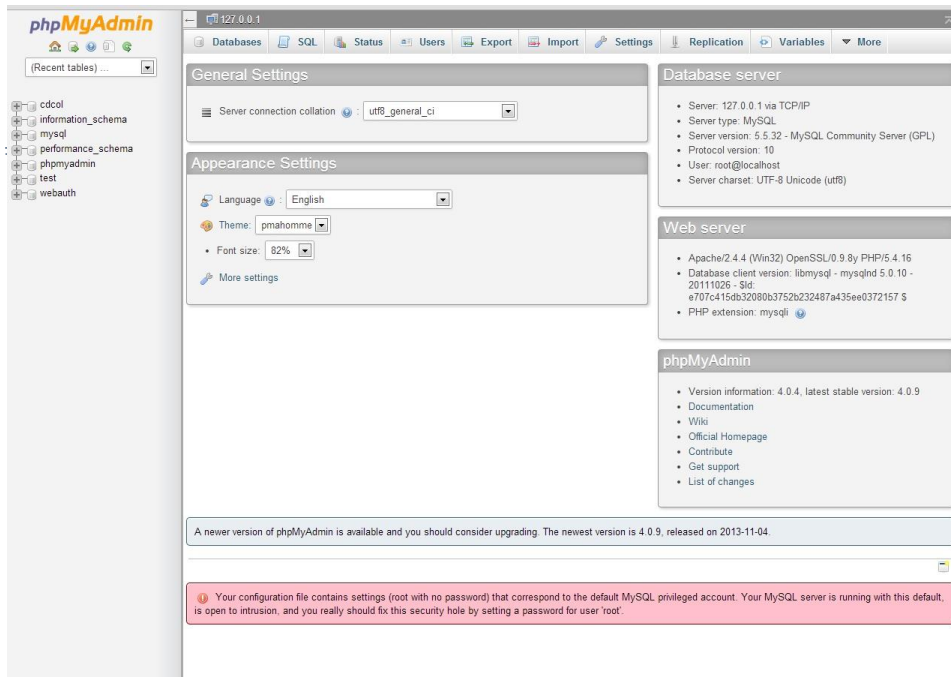 phpMyAdmin
(Recent tables) ...
cdcol
information_schema
mysql
performance_schema
phpmyadmin
test
webauth
127.0.0.1
Databases SQL Status Users Export Import Settings Replication Variables More
General Settings
Server connection collation : utf8_general_ci
Appearance Settings
Language : English
Theme: pmahomme
• Font size: 82%
More settings
Database server
• Server: 127.0.0.1 via TCP/IP
• Server type: MySQL
• Server version: 5.5.32 - MySQL Community Server (GPL)
• Protocol version: 10
• User: root@localhost
• Server charset: UTF-8 Unicode (utf8)
Web server
• Apache/2.4.4 (Win32) OpenSSL/0.9.8y PHP/5.4.16
• Database client version: libmysql - mysqlnd 5.0.10 -
20111026 - $Id:
e707c415db32080b3752b232487a435ee0372157 $
• PHP extension: mysqli
phpMyAdmin
• Version information: 4.0.4, latest stable version: 4.0.9
• Documentation
• Wiki
• Official Homepage
• Contribute
• Get support
• List of changes
A newer version of phpMyAdmin is available and you should consider upgrading. The newest version is 4.0.9, released on 2013-11-04.
Your configuration file contains settings (root with no password) that correspond to the default MySQL privileged account. Your MySQL server is running with this default,
is open to intrusion, and you really should fix this security hole by setting a password for user 'root'.